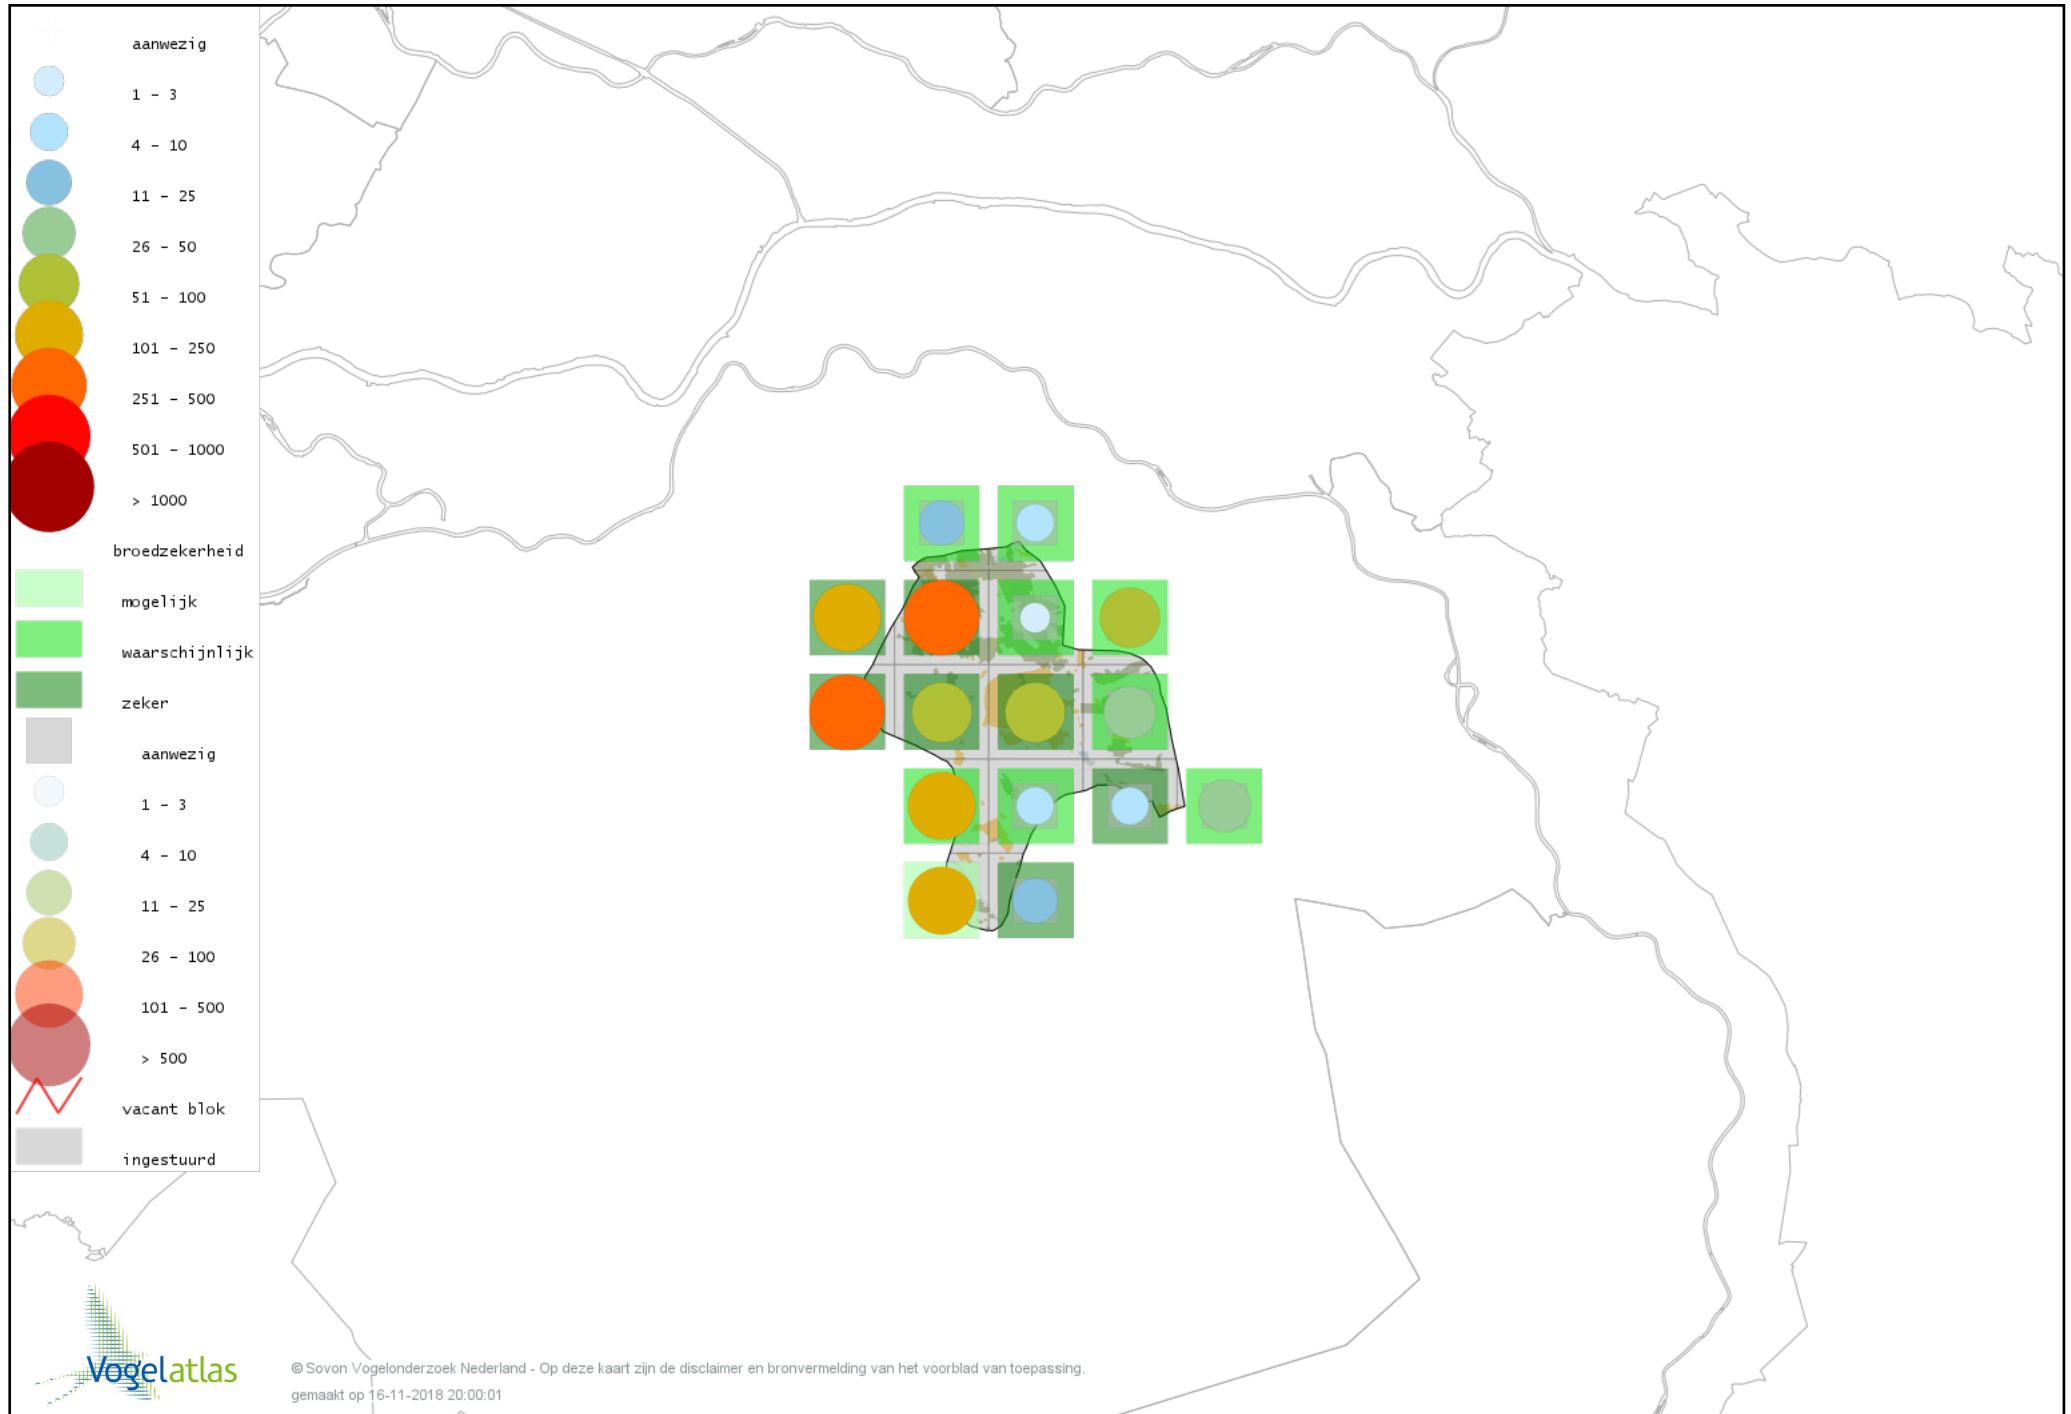 aanwezig
1 - 3
4 - 10
11 - 25
26 - 50
51 - 100
101 - 250
251 - 500
501 - 1000
> 1000
broedzekerheid
mogelijk
waarschijnlijk
zeker
aanwezig
1 - 3
4 - 10
11 - 25
26 - 100
101 - 500
> 500
vacant blok
ingestuurd
Vogelatlas
© Sovon Vogelonderzoek Nederland - Op deze kaart zijn de disclaimer en bronvermelding van het voorblad van toepassing.
gemaakt op 16-11-2018 20:00:01